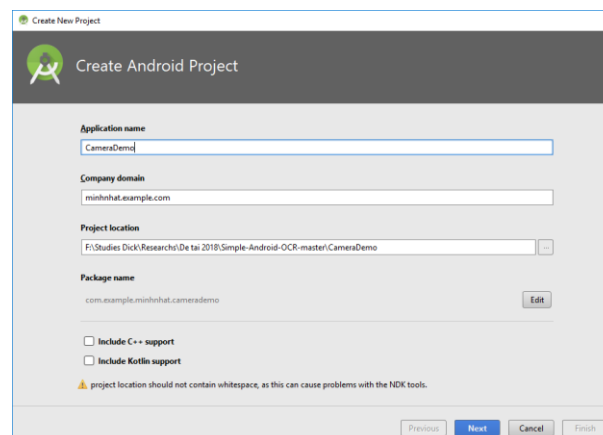 Create New Project
Create Android Project
Application name
CameraDemo
Company domain
minhnhat.example.com
Project location
F:\Studies Dick\Researchs\De tai 2018\Simple-Android-OCR-master\CameraDemo
...
Package name
com.example.minhnhat.camerademo
Edit
Include C++ support
Include Kotlin support
project location should not contain whitespace, as this can cause problems with the NDK tools.
Previous Next Cancel Finish